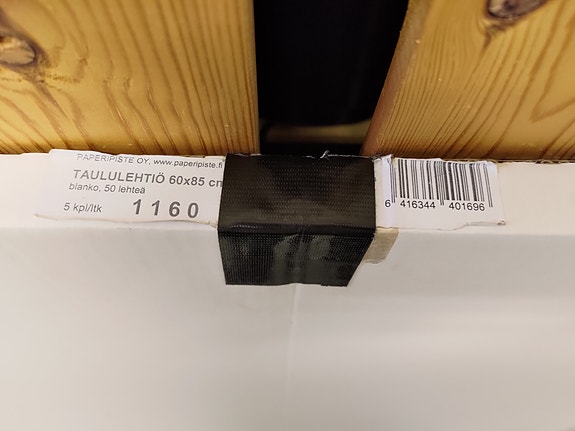 PAPERIPISTE OY, www.paperipiste.fi
TAULULEHTIÖ 60x85 cm
blanko, 50 lehteä
5 kpl/ltk 1160
6 416344 401696